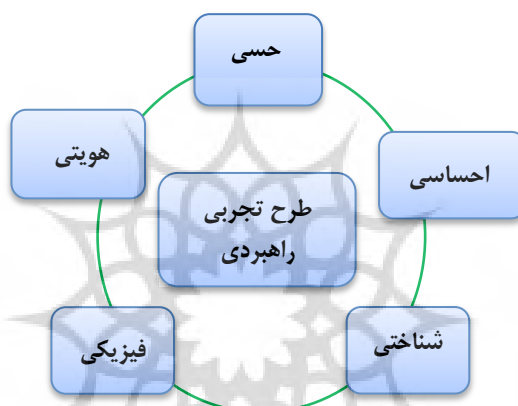 حسی
هویتی
احساسی
طرح تجربی
راهبردی
فیزیکی
شناختی